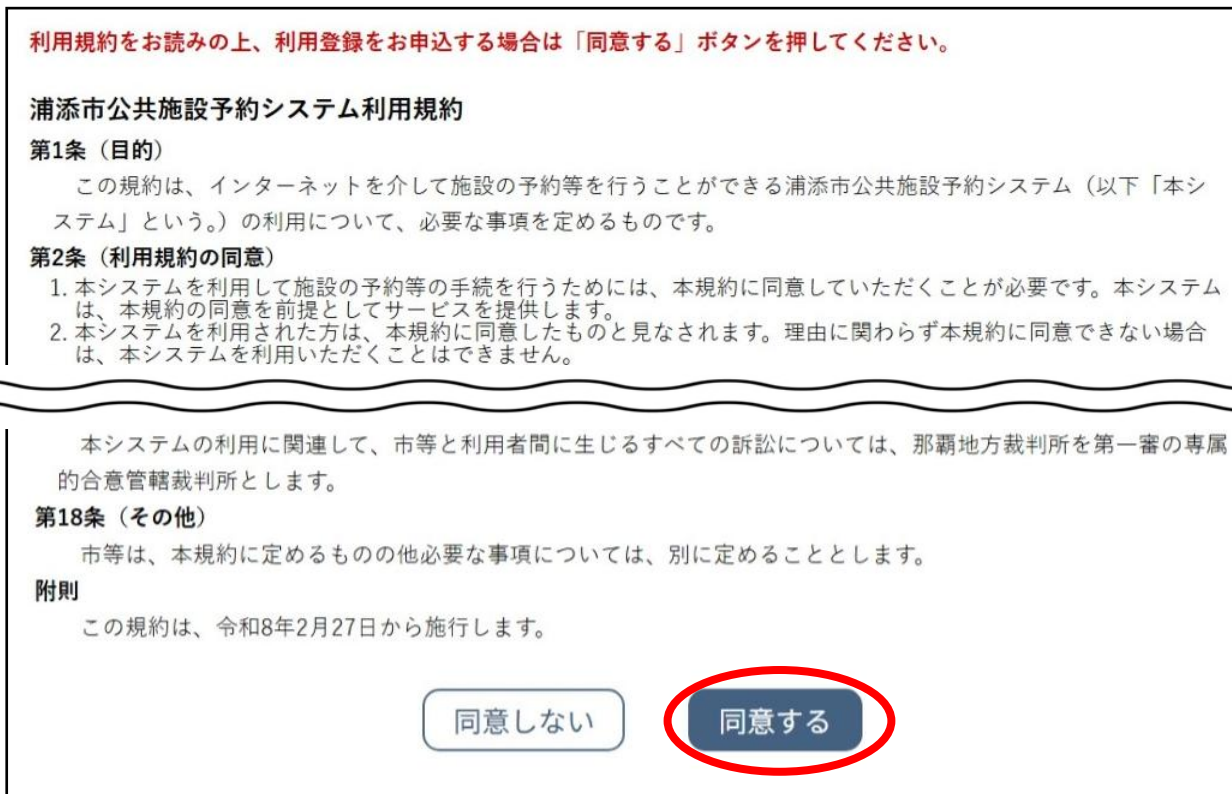 利用規約をお読みの上、利用登録をお申込する場合は「同意する」ボタンを押してください。
浦添市公共施設予約システム利用規約
第1条（目的）
この規約は、インターネットを介して施設の予約等を行うことができる浦添市公共施設予約システム（以下「本シ
ステム」という。）の利用について、必要な事項を定めるものです。
第2条（利用規約の同意）
1. 本システムを利用して施設の予約等の手続を行うためには、本規約に同意していただくことが必要です。本システム
は、本規約の同意を前提としてサービスを提供します。
2. 本システムを利用された方は、本規約に同意したものと見なされます。理由に関わらず本規約に同意できない場合
は、本システムを利用いただくことはできません。
本システムの利用に関連して、市等と利用者間に生じるすべての訴訟については、那覇地方裁判所を第一審の専属
的合意管轄裁判所とします。
第18条（その他）
市等は、本規約に定めるものの他必要な事項については、別に定めることとします。
附則
この規約は、令和8年2月27日から施行します。
同意しない
同意する